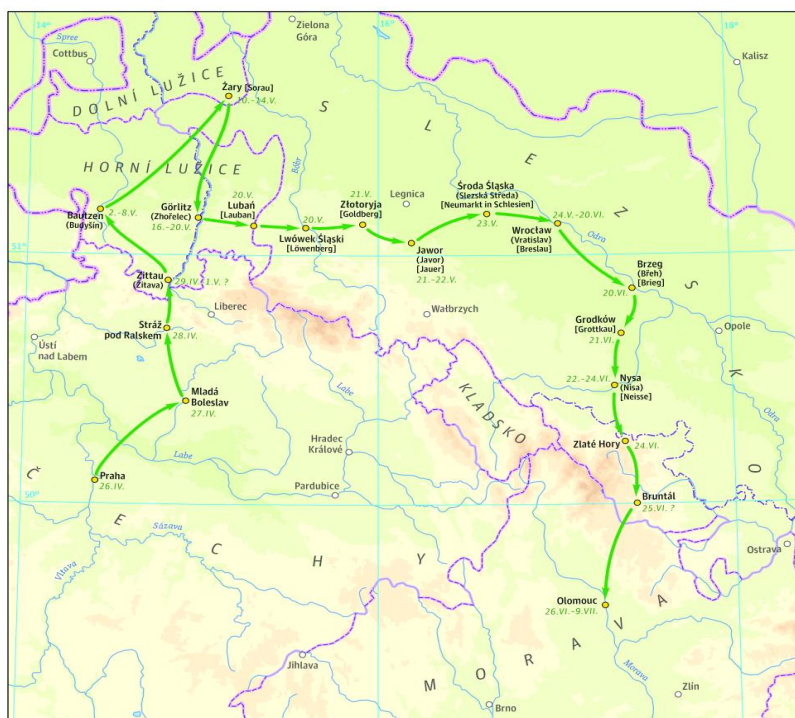 14°
16°
18°
Spree
Cottbus
Zielona
Góra
Kalisz
DOLNÍ LUŽICE
Żary [Sorau]
10.–14.V.
HORNÍ LUŽICE
Bóbr
SLEZSKO
Bautzen
(Budyšín)
2.–8.V.
Görlitz
(Zhořelec)
16.–20.V.
20.V.
Lubań
[Lauban]
20.V.
Lwówek Śląski
[Löwenberg]
21.V.
Złotoryja
[Goldberg]
Legnica
Jawor
(Javor)
[Jauer]
21.–22.V.
Środa Śląska
(Slezská Středa)
[Neumarkt in Schlesien]
23.V.
24.V.–20.VI.
Wrocław
(Vratislav)
[Breslau]
Odra
51°
Zittau
(Žitava)
29.IV.–1.V. ?
Brzeg
(Břeh)
[Brieg]
20.VI.
Liberec
Wałbrzych
Grodków
[Grottkau]
21.VI.
Opole
Stráž
pod Ralskem
28.IV.
Ústí
nad Labem
Mladá
Boleslav
27.IV.
Labe
22.–24.VI.
Nysa
(Nisa)
[Neisse]
Odra
KLADSKO
Hradec
Králové
Zlaté Hory
24.VI.
Labe
Praha
26.IV.
Pardubice
Bruntál
25.VI. ?
50°
Sázava
ČECHY
Ostrava
Vltava
Olomouc
26.VI.–9.VII.
MORAVA
Jihlava
Morava
Zlín
Brno